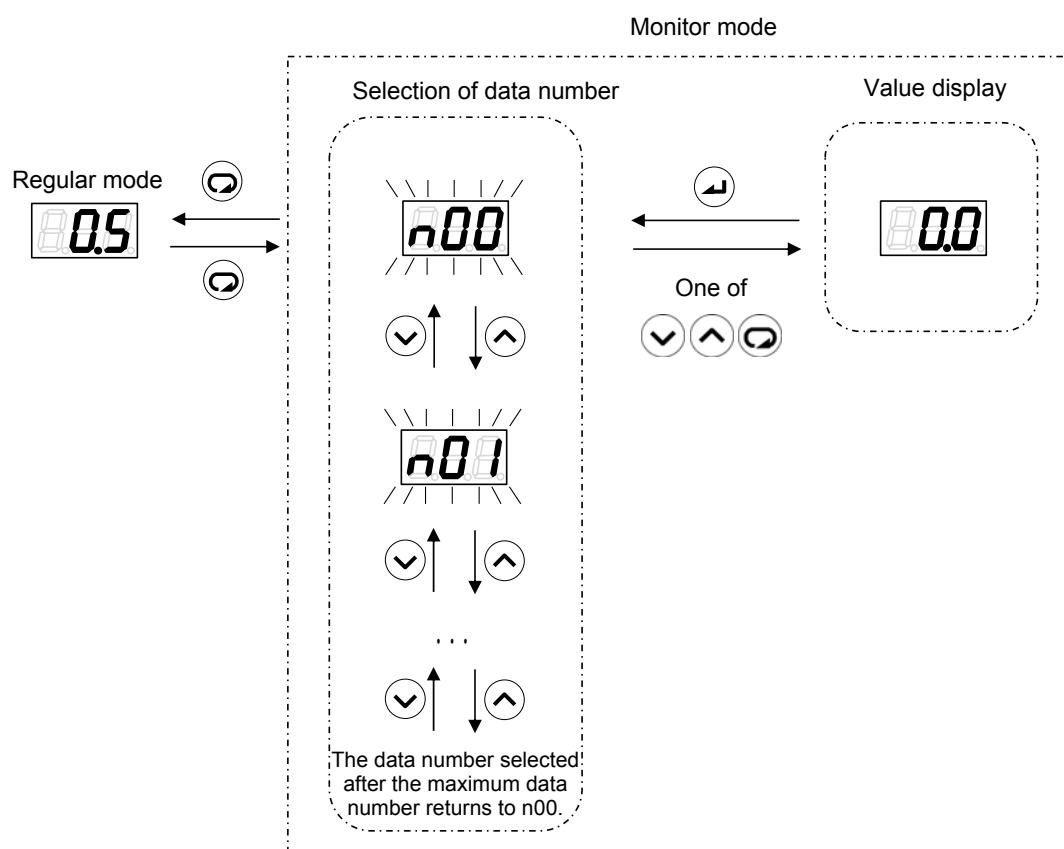 Monitor mode
Selection of data number
Value display
Regular mode
0.5
n00
0.0
One of
n01
...
The data number selected
after the maximum data
number returns to n00.